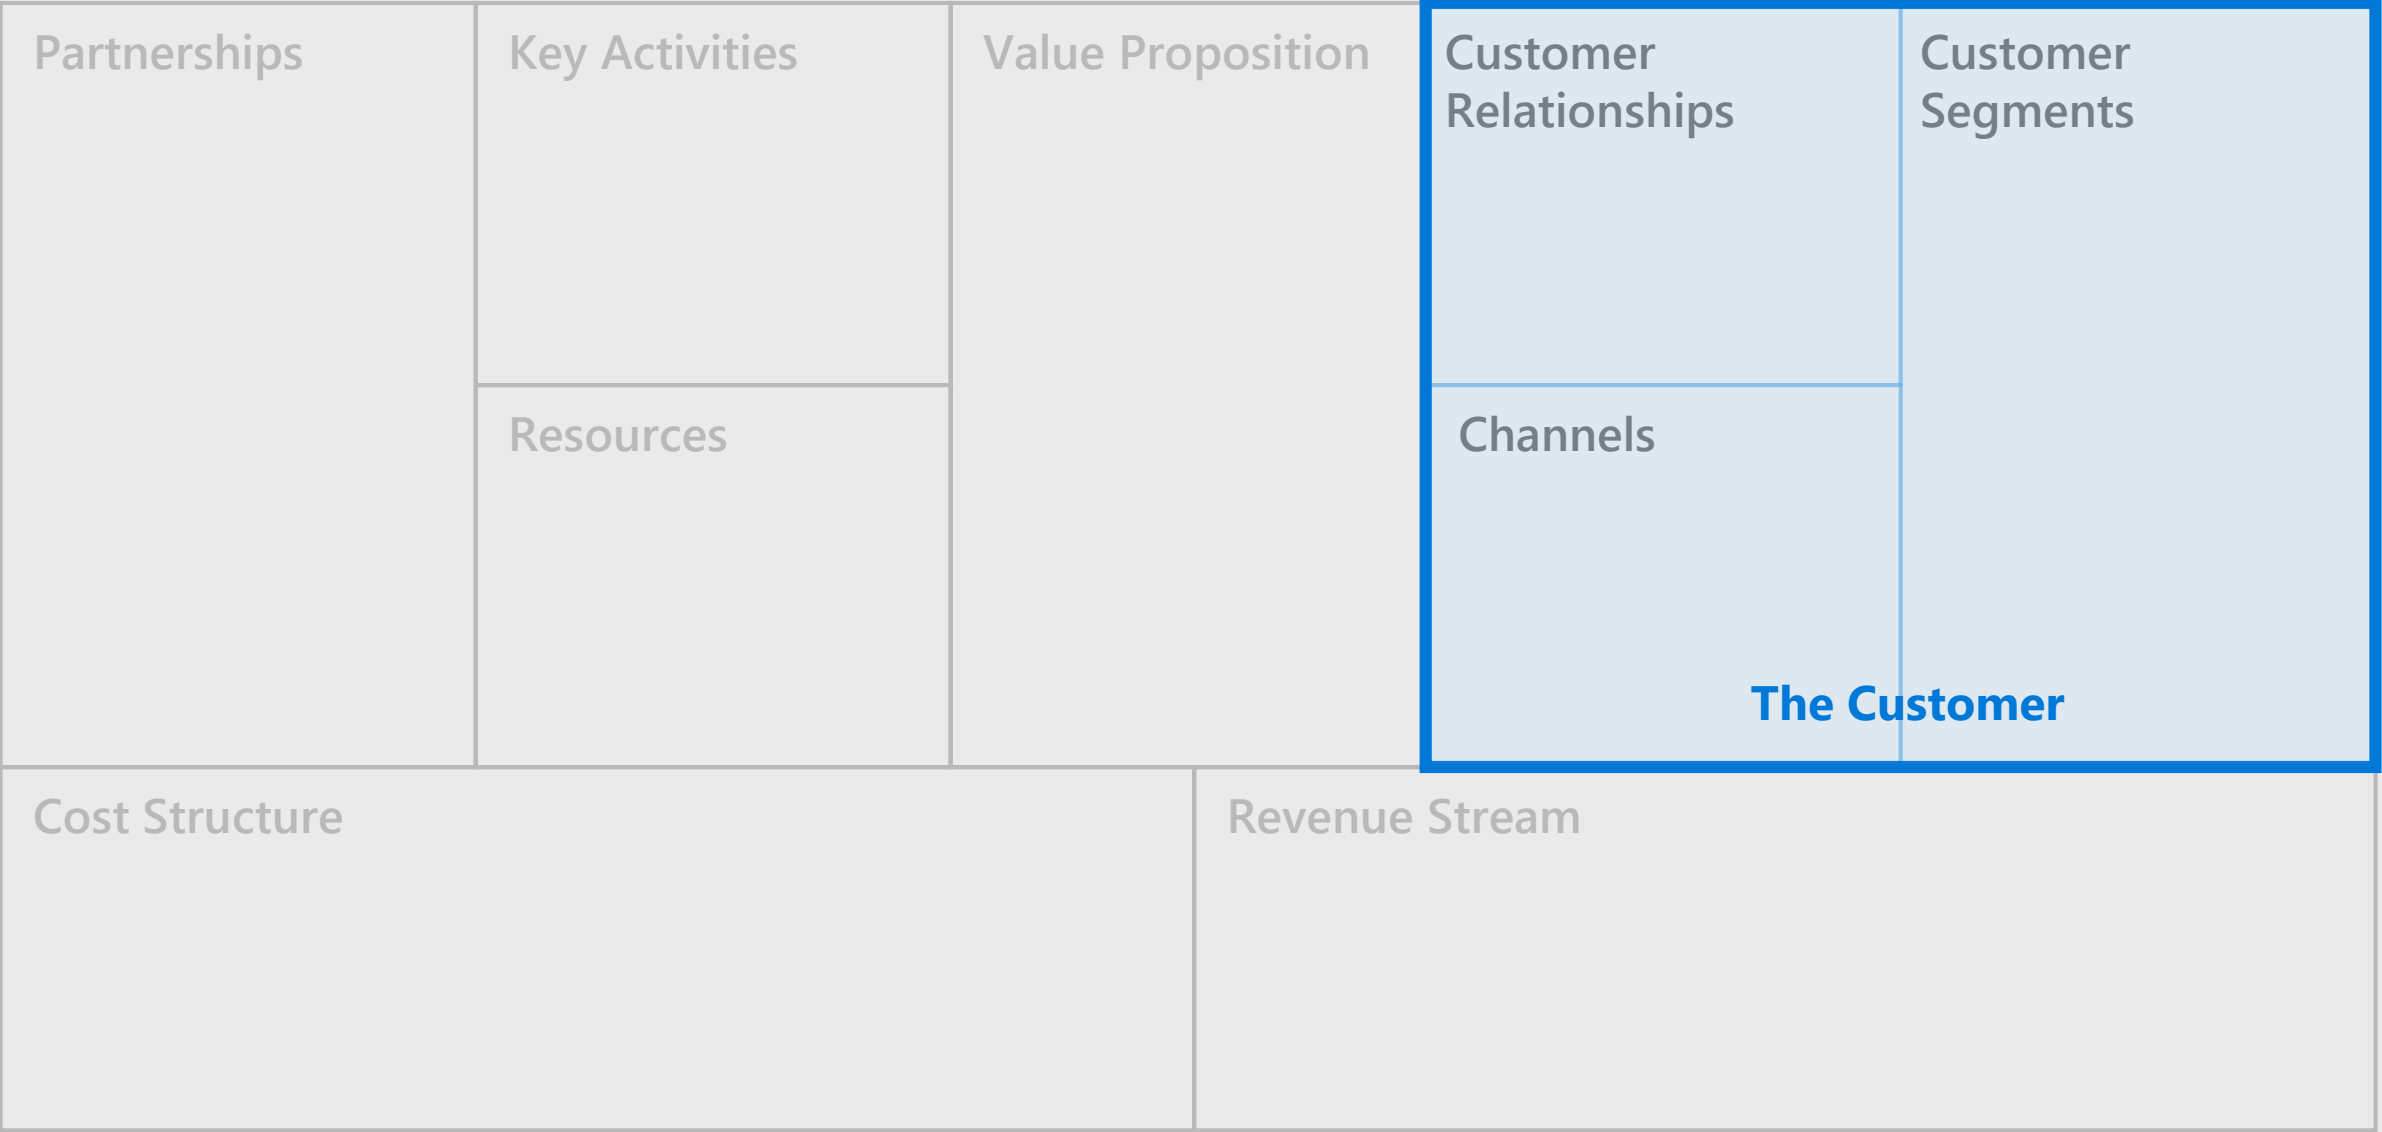 Partnerships
Key Activities
Value Proposition
Customer
Relationships
Customer
Segments
Resources
Channels
The Customer
Cost Structure
Revenue Stream